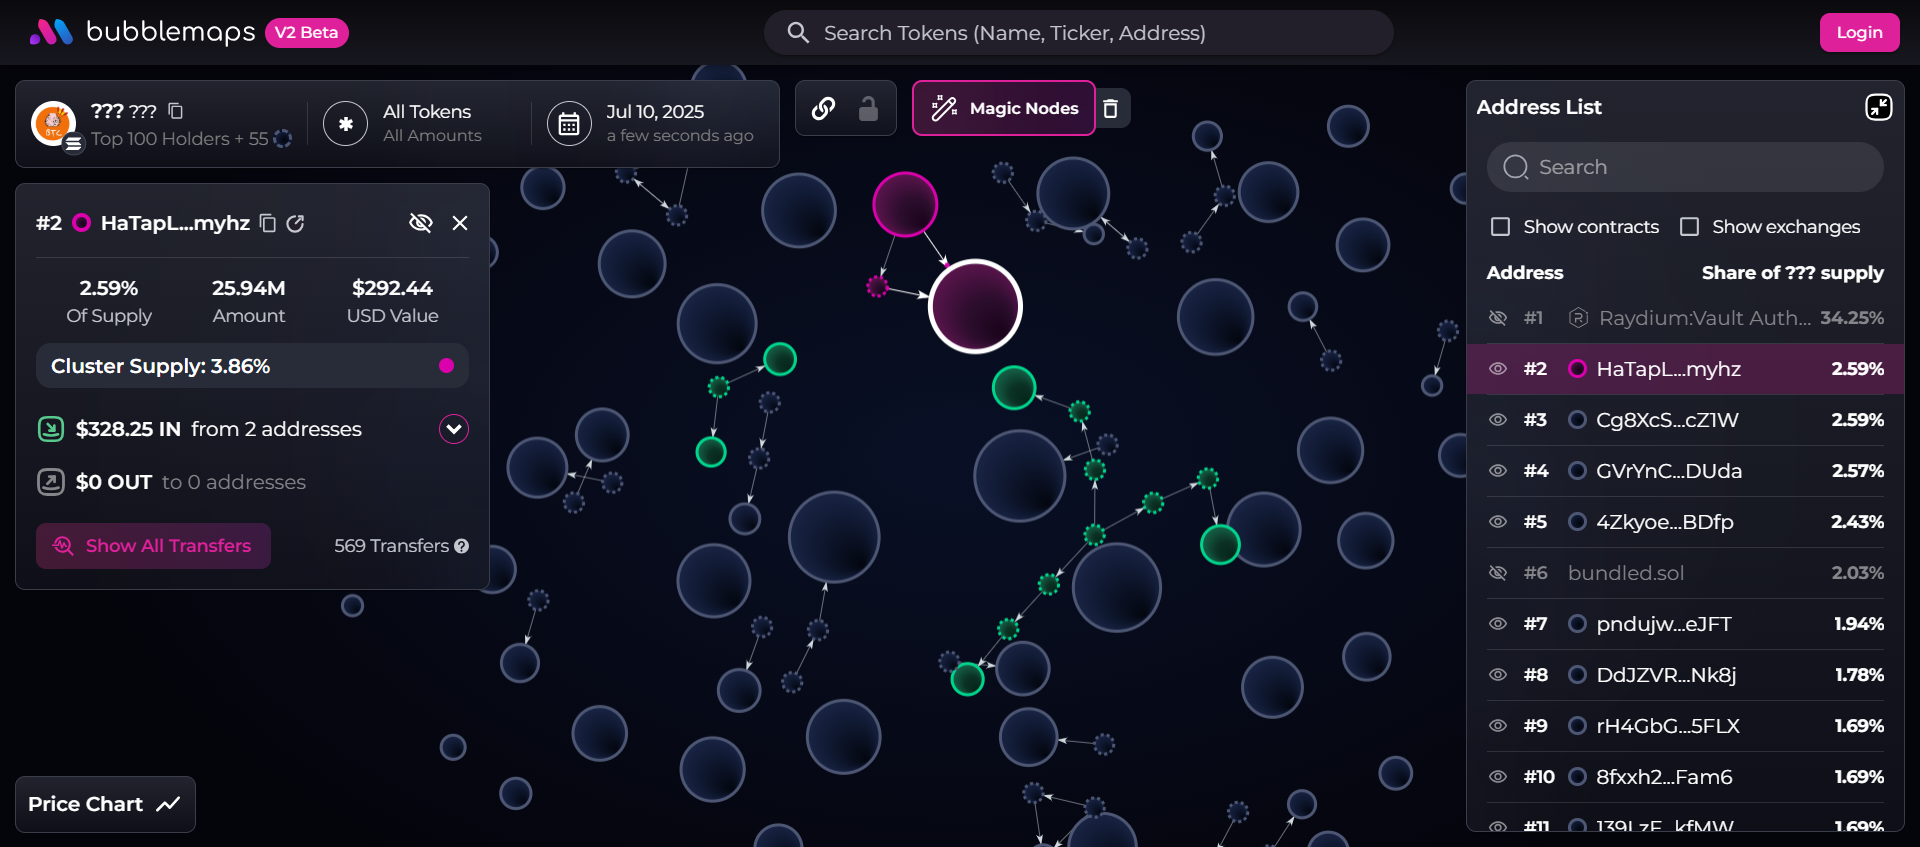 bubblemaps V2 Beta
Search Tokens (Name, Ticker, Address)
Login
??? ???
Top 100 Holders + 55
All Tokens
All Amounts
Jul 10, 2025
a few seconds ago
Magic Nodes
#2 HaTapL...myhz
2.59% 25.94M $292.44
Of Supply Amount USD Value
Cluster Supply: 3.86%
$328.25 IN from 2 addresses
$0 OUT to 0 addresses
Show All Transfers 569 Transfers ?
Price Chart
Address List
Search
Show contracts Show exchanges
Address Share of ??? supply
#1 Raydium:Vault Auth... 34.25%
#2 HaTapL...myhz 2.59%
#3 Cg8XcS...cZ1W 2.59%
#4 GVrYnC...DUda 2.57%
#5 4Zkyoe...BDfp 2.43%
#6 bundled.sol 2.03%
#7 pndujw...eJFT 1.94%
#8 DdJZVR...Nk8j 1.78%
#9 rH4GbG...5FLX 1.69%
#10 8fxxh2...Fam6 1.69%
#11 1.69%